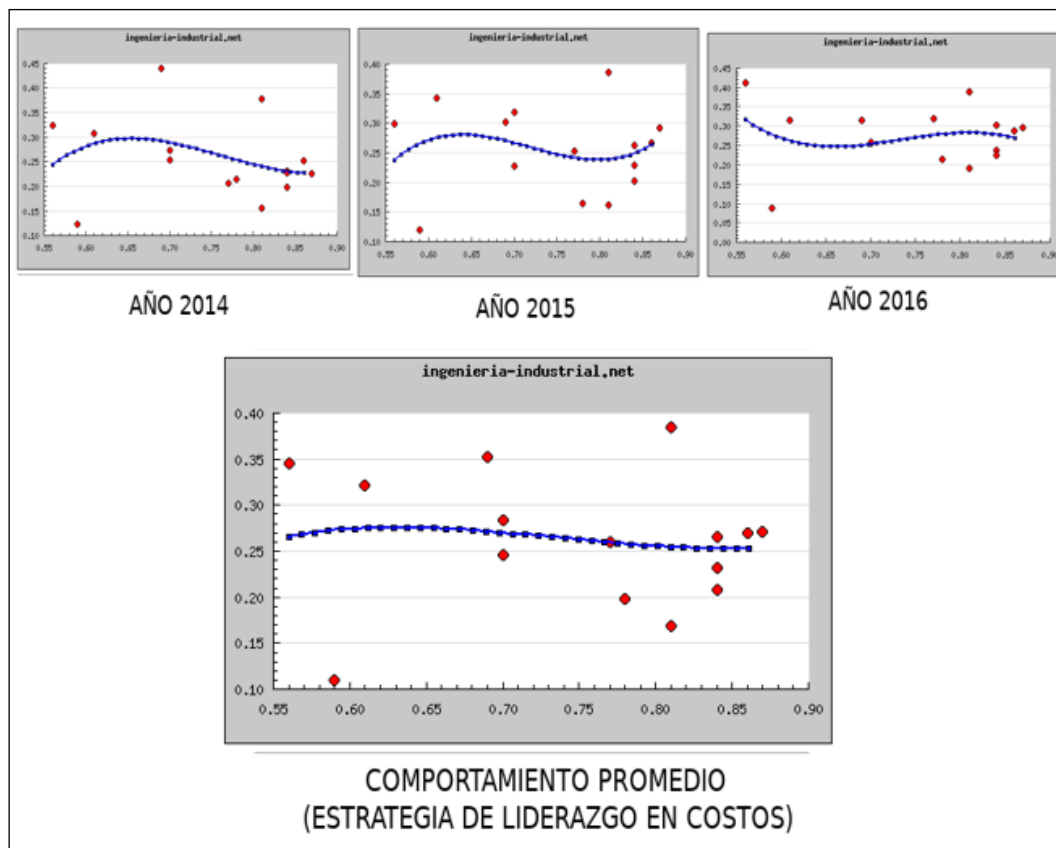 ingenieria-industrial.net
0.45
0.40
0.35
0.30
0.25
0.20
0.15
0.10
0.55 0.60 0.65 0.70 0.75 0.80 0.85 0.90
AÑO 2014
ingenieria-industrial.net
0.40
0.35
0.30
0.25
0.20
0.15
0.10
0.55 0.60 0.65 0.70 0.75 0.80 0.85 0.90
AÑO 2015
ingenieria-industrial.net
0.45
0.40
0.35
0.30
0.25
0.20
0.15
0.10
0.05
0.00
0.55 0.60 0.65 0.70 0.75 0.80 0.85 0.90
AÑO 2016
ingenieria-industrial.net
0.40
0.35
0.30
0.25
0.20
0.15
0.10
0.55 0.60 0.65 0.70 0.75 0.80 0.85 0.90
COMPORTAMIENTO PROMEDIO
(ESTRATEGIA DE LIDERAZGO EN COSTOS)